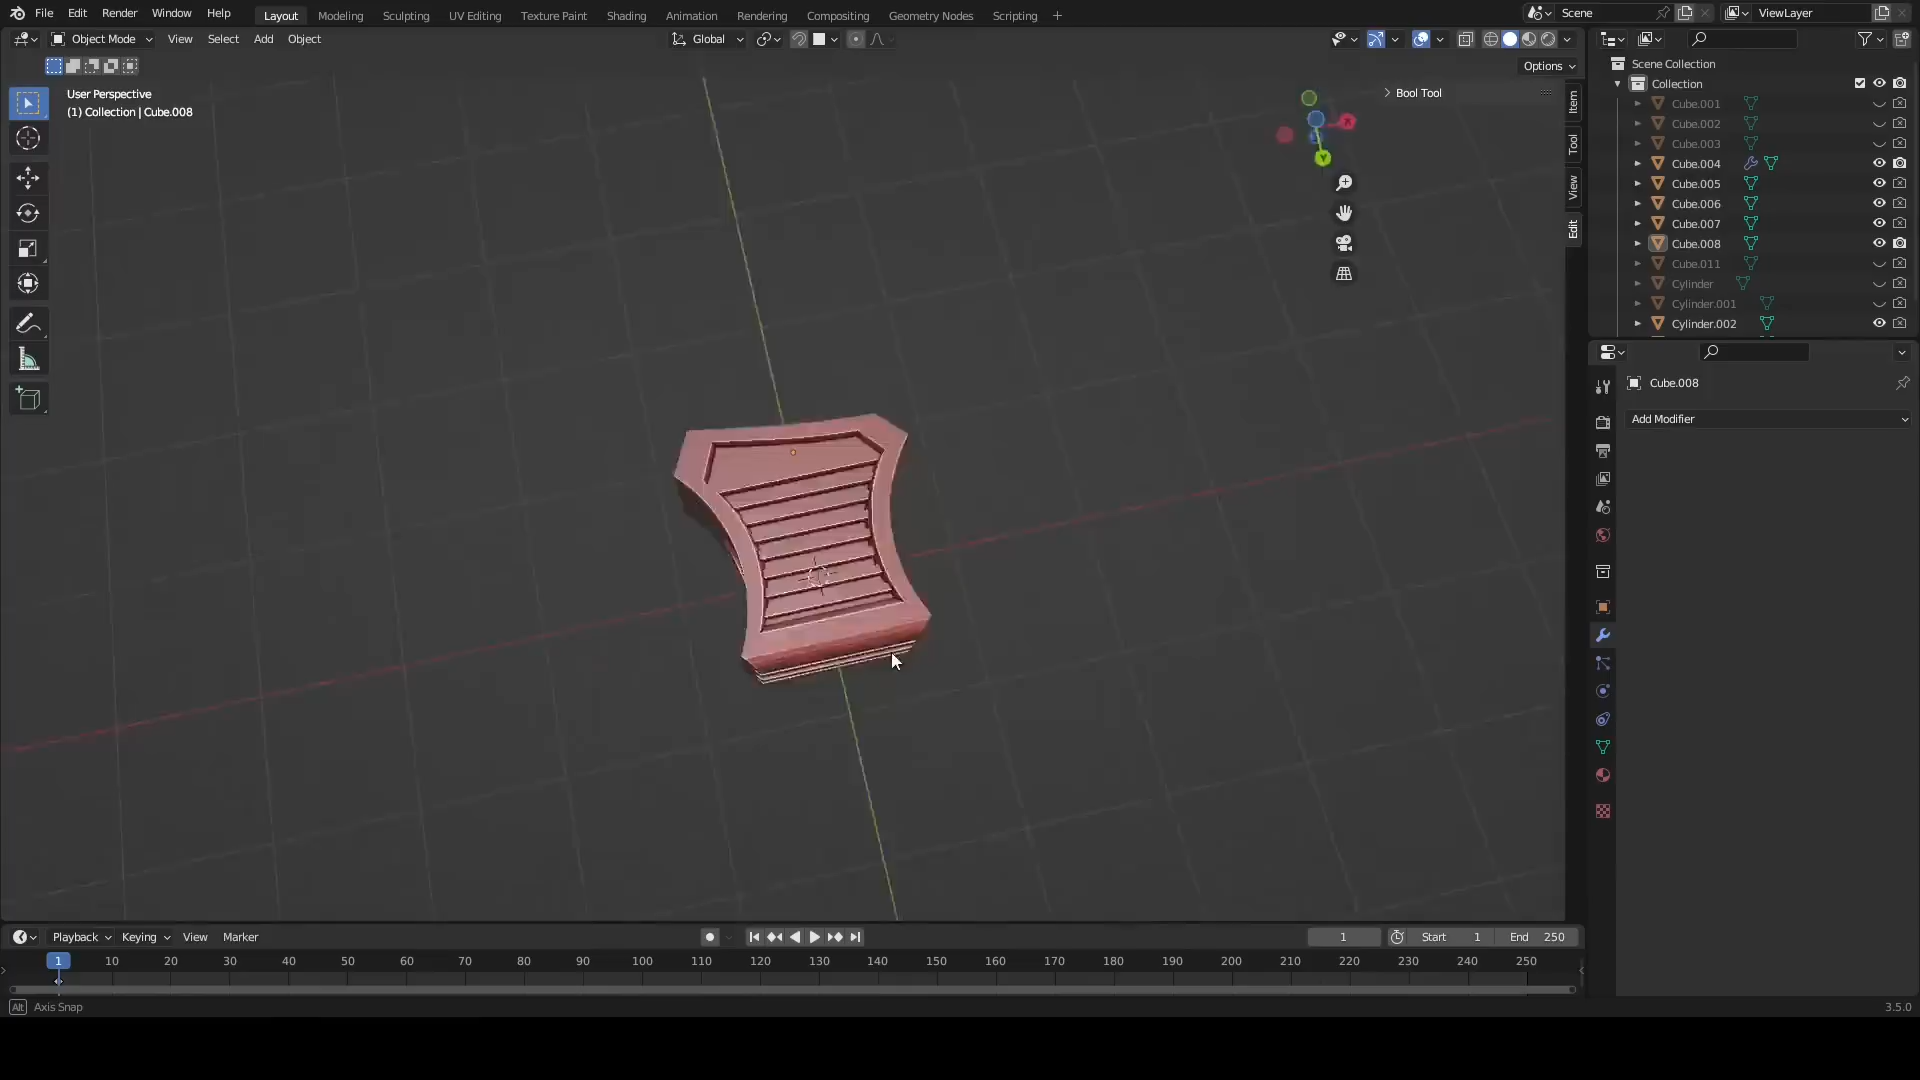 File Edit Render Window Help Layout Modeling Sculpting UV Editing Texture Paint Shading Animation Rendering Compositing Geometry Nodes Scripting + Scene ViewLayer
Object Mode View Select Add Object Global
Options
User Perspective
(1) Collection | Cube.008
Bool Tool
Item
Tool
View
Edit
X
Y
Scene Collection
Collection
Cube.001
Cube.002
Cube.003
Cube.004
Cube.005
Cube.006
Cube.007
Cube.008
Cube.011
Cylinder
Cylinder.001
Cylinder.002
Cube.008
Add Modifier
Playback Keying View Marker 1 Start 1 End 250
1 10 20 30 40 50 60 70 80 90 100 110 120 130 140 150 160 170 180 190 200 210 220 230 240 250
Alt Axis Snap 3.5.0